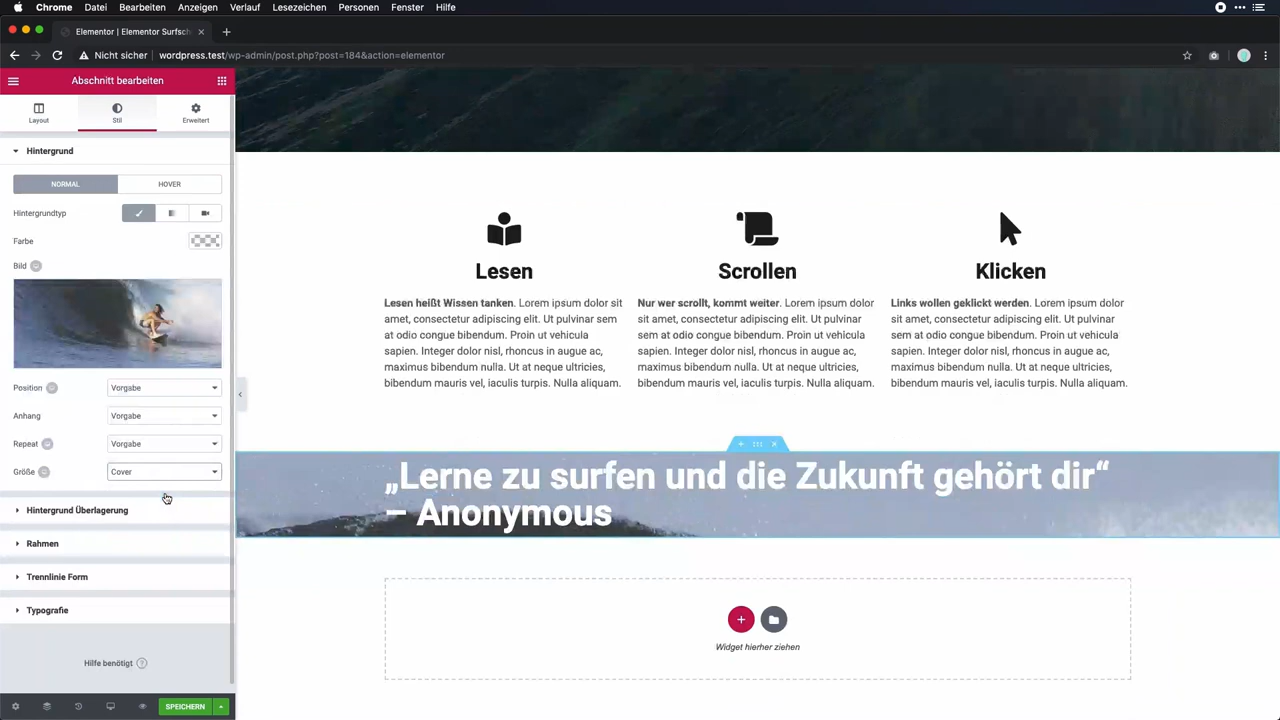 Chrome Datei Bearbeiten Anzeigen Verlauf Lesezeichen Personen Fenster Hilfe
Elementor | Elementor Surfsch
Nicht sicher wordpress.test/wp-admin/post.php?post=184&action=elementor
Abschnitt bearbeiten
Layout Stil Erweitert
Hintergrund
NORMAL HOVER
Hintergrundtyp
Farbe
Bild
Position Vorgabe
Anhang Vorgabe
Repeat Vorgabe
Größe Cover
Hintergrund Überlagerung
Rahmen
Trennlinie Form
Typografie
Hilfe benötigt ?
SPEICHERN
Lesen
Lesen heißt Wissen tanken. Lorem ipsum dolor sit
amet, consectetur adipiscing elit. Ut pulvinar sem
at odio congue bibendum. Proin ut vehicula
sapien. Integer dolor nisl, rhoncus in augue ac,
maximus bibendum lacus. Ut at neque ultricies,
bibendum mauris vel, iaculis turpis. Nulla aliquam.
Scrollen
Nur wer scrollt, kommt weiter. Lorem ipsum dolor
sit amet, consectetur adipiscing elit. Ut pulvinar
sem at odio congue bibendum. Proin ut vehicula
sapien. Integer dolor nisl, rhoncus in augue ac,
maximus bibendum lacus. Ut at neque ultricies,
bibendum mauris vel, iaculis turpis. Nulla aliquam.
Klicken
Links wollen geklickt werden. Lorem ipsum dolor
sit amet, consectetur adipiscing elit. Ut pulvinar
sem at odio congue bibendum. Proin ut vehicula
sapien. Integer dolor nisl, rhoncus in augue ac,
maximus bibendum lacus. Ut at neque ultricies,
bibendum mauris vel, iaculis turpis. Nulla aliquam.
„Lerne zu surfen und die Zukunft gehört dir“
– Anonymous
Widget hierher ziehen